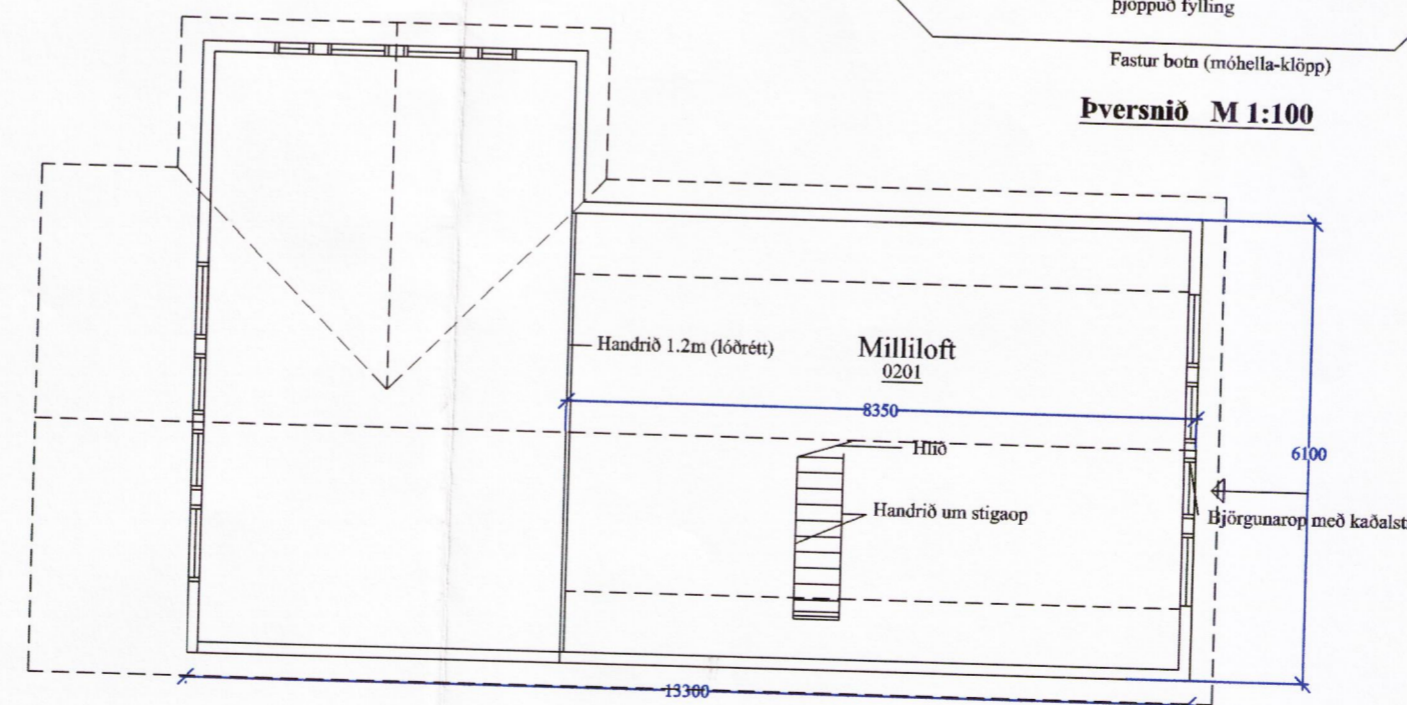 þjöppuð fylling
Fastur botn (móhella-klöpp)
Þversnið M 1:100
Handrið 1.2m (lóðrétt)
Milliloft
0201
8350
Hlið
6100
Handrið um stigaop
Björgunarop með kaðalst
13300